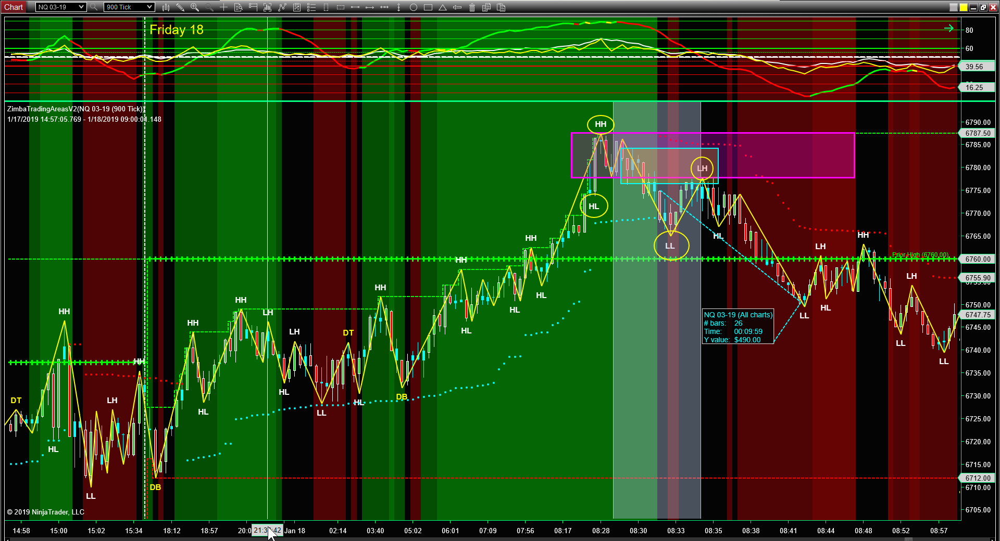 Chart NQ 03-19 900 Tick
Friday 18
80
60
39.56
16.25
ZimbaTradingAreasV2(NQ 03-19 (900 Tick))
1/17/2019 14:57:05.769 - 1/18/2019 09:00:01.148
6790.00
HH
6787.50
6785.00
6780.00
LH
6775.00
6770.00
HL
6765.00
HH
HL
HH
LL
LH
6760.00
HH
Prior High (6760.00)
6755.90
LH
HH
HL
6750.00
HH
HL
HL
LH
LL
NQ 03-19 (All charts)
# bars: 26
Time: 00:09:59
Y value: $490.00
6747.75
HH
HH
6745.00
LH
DT
HL
LL
6740.00
HH
LL
6735.00
HL
DB
HL
6730.00
DT
LH
HL
LL
6725.00
6720.00
HL
6715.00
6712.00
DB
6710.00
LL
6705.00
© 2019 NinjaTrader, LLC
14:58 15:00 15:02 15:34 18:12 18:57 Jan 18 02:14 03:40 05:02 06:01 07:09 07:56 08:17 08:28 08:30 08:33 08:35 08:38 08:41 08:44 08:48 08:52 08:57